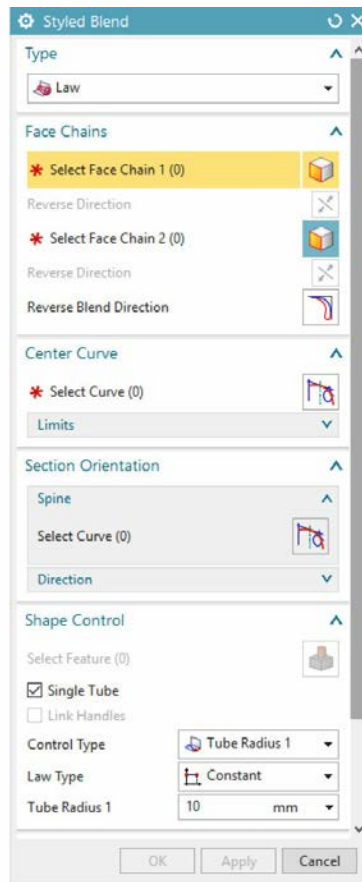 Styled Blend
Type
Law
Face Chains
* Select Face Chain 1 (0)
Reverse Direction
* Select Face Chain 2 (0)
Reverse Direction
Reverse Blend Direction
Center Curve
* Select Curve (0)
Limits
Section Orientation
Spine
Select Curve (0)
Direction
Shape Control
Select Feature (0)
Single Tube
Link Handles
Control Type Tube Radius 1
Law Type Constant
Tube Radius 1 10 mm
OK Apply Cancel